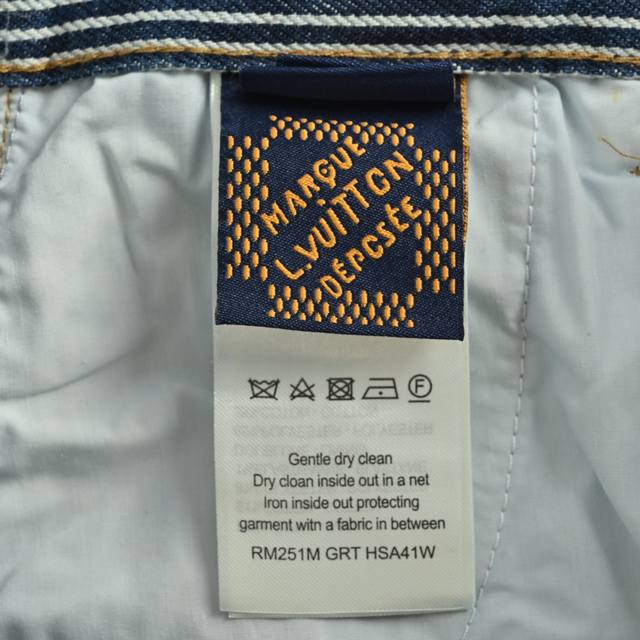 MARQUE
L.VUITTON
DÉPOSÉE
F
Gentle dry clean
Dry clean inside out in a net
Iron inside out protecting
garment witn a fabric in between
RM251M GRT HSA41W